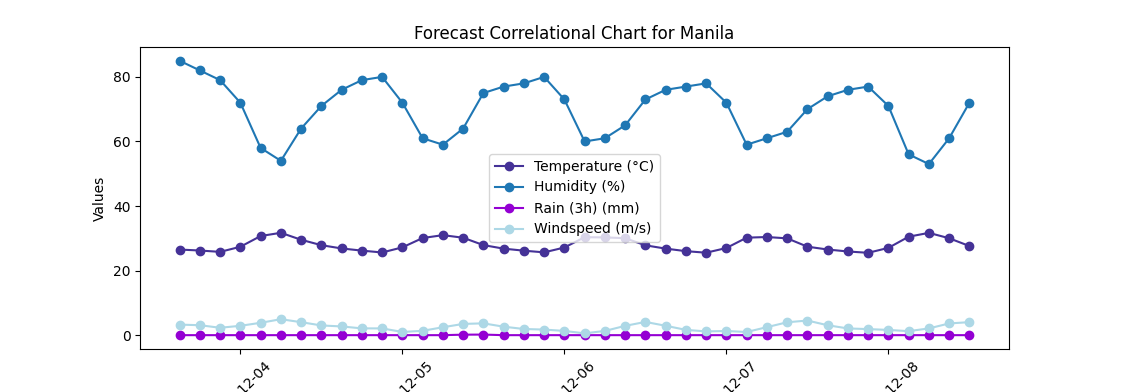 Forecast Correlational Chart for Manila
Values
80
60
40
20
0
Temperature (°C)
Humidity (%)
Rain (3h) (mm)
Windspeed (m/s)
12-04
12-05
12-06
12-07
12-08